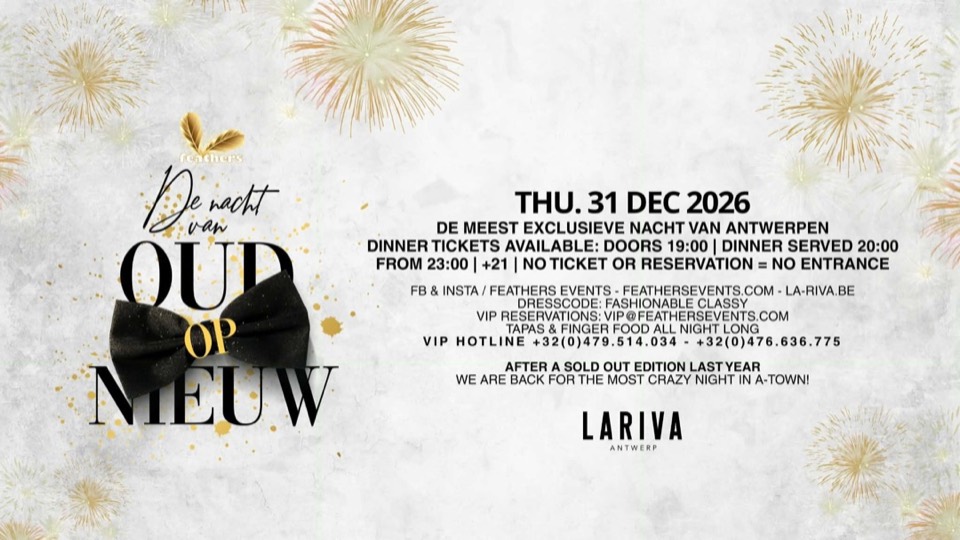 feathers
De nacht
van
OUD
OP
NIEUW
THU. 31 DEC 2026
DE MEEST EXCLUSIEVE NACHT VAN ANTWERPEN
DINNER TICKETS AVAILABLE: DOORS 19:00 | DINNER SERVED 20:00
FROM 23:00 | +21 | NO TICKET OR RESERVATION = NO ENTRANCE
FB & INSTA / FEATHERS EVENTS - FEATHERSEVENTS.COM - LA-RIVA.BE
DRESSCODE: FASHIONABLE CLASSY
VIP RESERVATIONS: VIP@FEATHERSEVENTS.COM
TAPAS & FINGER FOOD ALL NIGHT LONG
VIP HOTLINE +32(0)479.514.034 - +32(0)476.636.775
AFTER A SOLD OUT EDITION LAST YEAR
WE ARE BACK FOR THE MOST CRAZY NIGHT IN A-TOWN!
LARIVA
ANTWERP